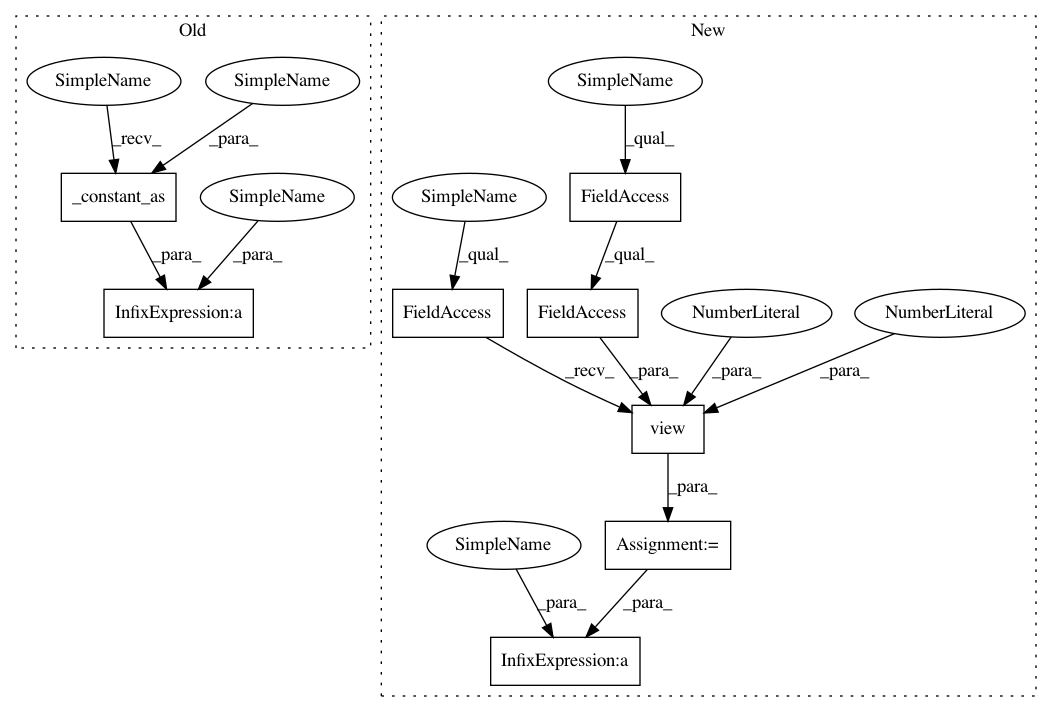 Old
New
SimpleName
SimpleName
SimpleName
_recv_
_para_
_qual_
_constant_as
SimpleName
SimpleName
FieldAccess
_para_
_para_
_qual_
_qual_
InfixExpression:a
FieldAccess
FieldAccess
NumberLiteral
NumberLiteral
_recv_
_para_
_para_
_para_
view
_para_
SimpleName
Assignment:=
_para_
_para_
InfixExpression:a